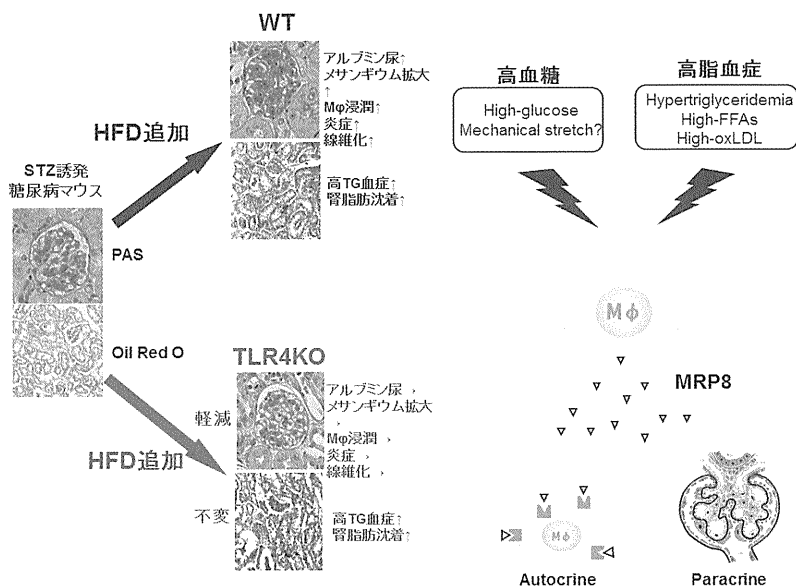 WT
アルブミン尿↑
メサンギウム拡大
↑
Mφ浸潤↑
炎症↑
線維化↑
HFD追加
高TG血症↑
腎脂肪沈着↑
STZ誘発
糖尿病マウス
PAS
Oil Red O
TLR4KO
軽減
アルブミン尿→
メサンギウム拡大
→
Mφ浸潤→
炎症→
線維化→
HFD追加
不変
高TG血症↑
腎脂肪沈着↑
高血糖
High-glucose
Mechanical stretch?
高脂血症
Hypertriglyceridemia
High-FFAs
High-oxLDL
Mϕ
MRP8
Mϕ
Autocrine
Paracrine